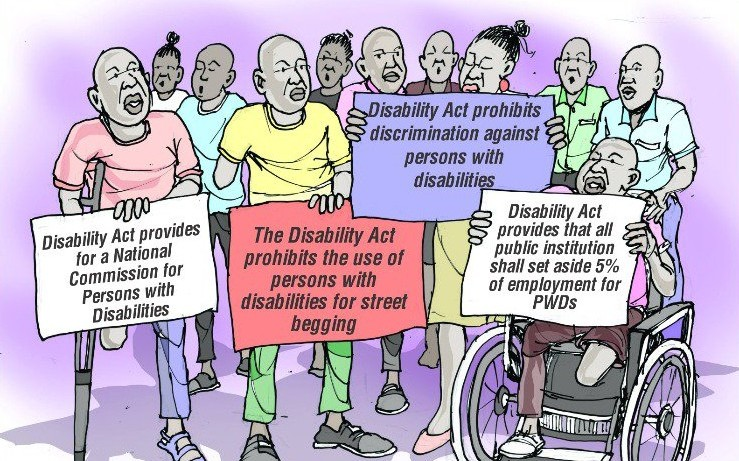 Disability Act provides
for a National
Commission for
Persons with
Disabilities
The Disability Act
prohibits the use of
persons with
disabilities for street
begging
Disability Act prohibits
discrimination against
persons with
disabilities
Disability Act
provides that all
public institution
shall set aside 5%
of employment for
PWDs